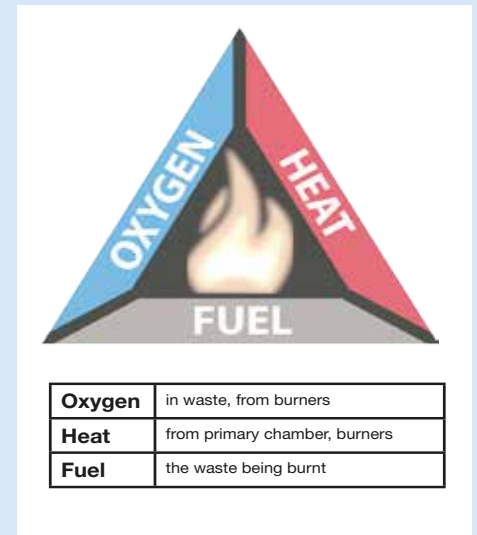 OXYGEN
HEAT
FUEL
Oxygen in waste, from burners
Heat from primary chamber, burners
Fuel the waste being burnt